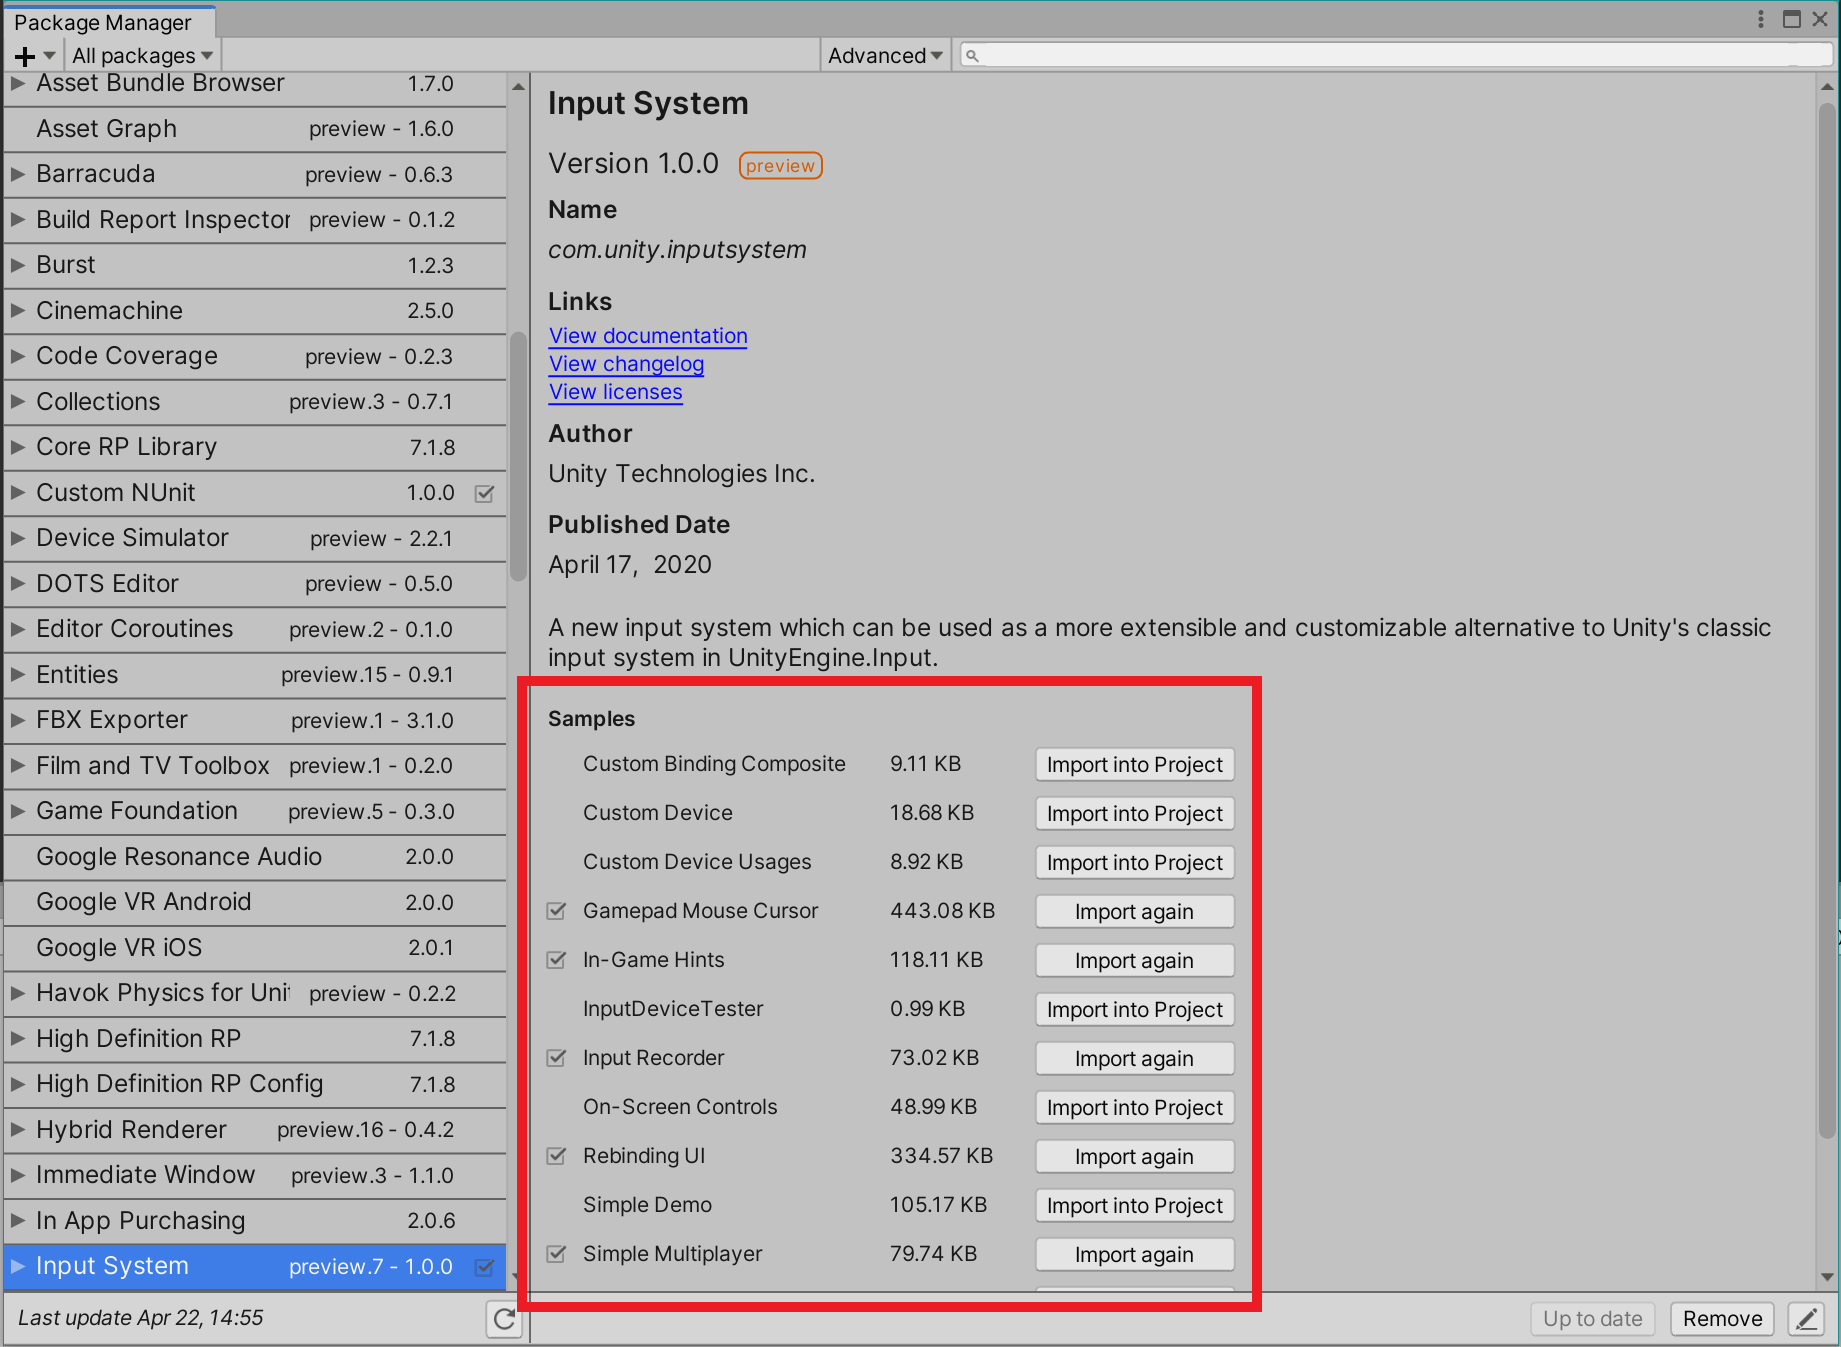 Package Manager
All packages
Advanced
Asset Bundle Browser 1.7.0
Asset Graph preview - 1.6.0
Barracuda preview - 0.6.3
Build Report Inspector preview - 0.1.2
Burst 1.2.3
Cinemachine 2.5.0
Code Coverage preview - 0.2.3
Collections preview.3 - 0.7.1
Core RP Library 7.1.8
Custom NUnit 1.0.0
Device Simulator preview - 2.2.1
DOTS Editor preview - 0.5.0
Editor Coroutines preview.2 - 0.1.0
Entities preview.15 - 0.9.1
FBX Exporter preview.1 - 3.1.0
Film and TV Toolbox preview.1 - 0.2.0
Game Foundation preview.5 - 0.3.0
Google Resonance Audio 2.0.0
Google VR Android 2.0.0
Google VR iOS 2.0.1
Havok Physics for Unit preview - 0.2.2
High Definition RP 7.1.8
High Definition RP Config 7.1.8
Hybrid Renderer preview.16 - 0.4.2
Immediate Window preview.3 - 1.1.0
In App Purchasing 2.0.6
Input System preview.7 - 1.0.0
Last update Apr 22, 14:55
Input System
Version 1.0.0 preview
Name
com.unity.inputsystem
Links
View documentation
View changelog
View licenses
Author
Unity Technologies Inc.
Published Date
April 17, 2020
A new input system which can be used as a more extensible and customizable alternative to Unity's classic
input system in UnityEngine.Input.
Samples
Custom Binding Composite 9.11 KB Import into Project
Custom Device 18.68 KB Import into Project
Custom Device Usages 8.92 KB Import into Project
Gamepad Mouse Cursor 443.08 KB Import again
In-Game Hints 118.11 KB Import again
InputDeviceTester 0.99 KB Import into Project
Input Recorder 73.02 KB Import again
On-Screen Controls 48.99 KB Import into Project
Rebinding UI 334.57 KB Import again
Simple Demo 105.17 KB Import into Project
Simple Multiplayer 79.74 KB Import again
Up to date
Remove